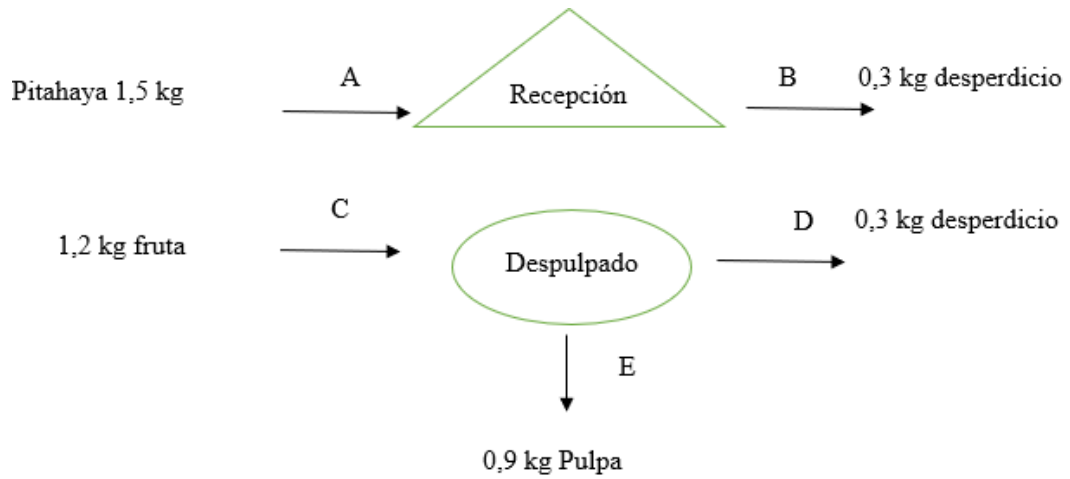 A
B
Pitahaya 1,5 kg
Recepción
0,3 kg desperdicio
C
D
0,3 kg desperdicio
1,2 kg fruta
Despulpado
E
0,9 kg Pulpa